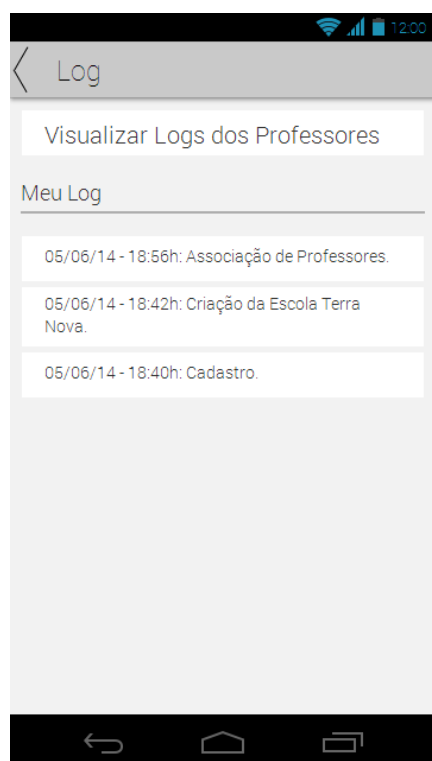 12:00
Log
Visualizar Logs dos Professores
Meu Log
05/06/14 - 18:56h: Associação de Professores.
05/06/14 - 18:42h: Criação da Escola Terra
Nova.
05/06/14 - 18:40h: Cadastro.